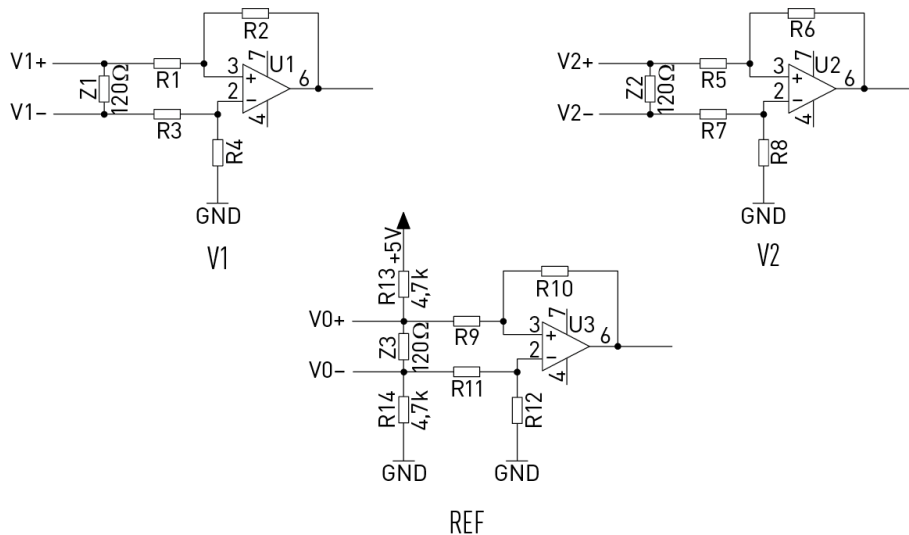 R2
V1+
R1
3
+
7
U1
6
Z1
120Ω
2
−
V1−
R3
4
R4
GND
V1
R6
V2+
R5
3
+
7
U2
6
Z2
120Ω
2
−
V2−
R7
4
R8
GND
V2
+5V
R13
4,7k
R10
V0+
R9
3
+
7
U3
6
Z3
120Ω
2
−
V0−
R11
4
R14
4,7k
R12
GND
GND
REF